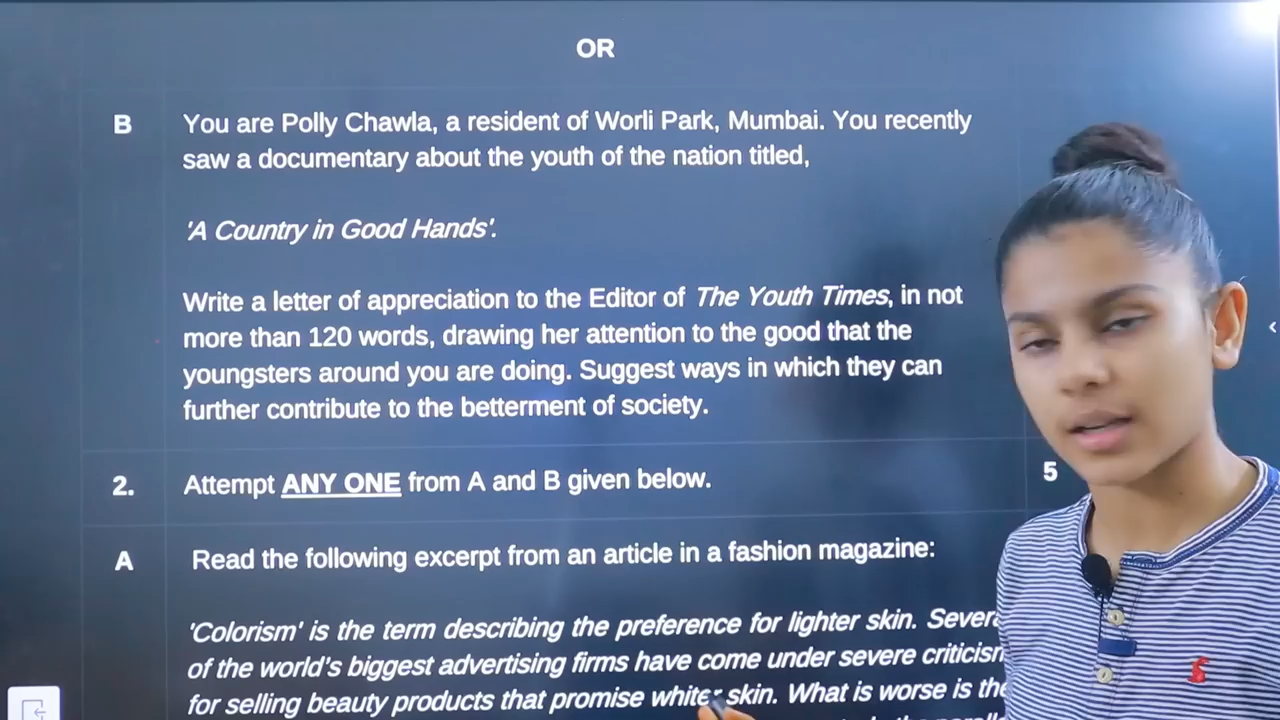 OR
B You are Polly Chawla, a resident of Worli Park, Mumbai. You recently
saw a documentary about the youth of the nation titled,
'A Country in Good Hands'.
Write a letter of appreciation to the Editor of The Youth Times, in not
more than 120 words, drawing her attention to the good that the
youngsters around you are doing. Suggest ways in which they can
further contribute to the betterment of society.
2. Attempt ANY ONE from A and B given below. 5
A Read the following excerpt from an article in a fashion magazine:
'Colorism' is the term describing the preference for lighter skin.
of the world's biggest advertising firms have come under severe
for selling beauty products that promise white skin. What is worse is the